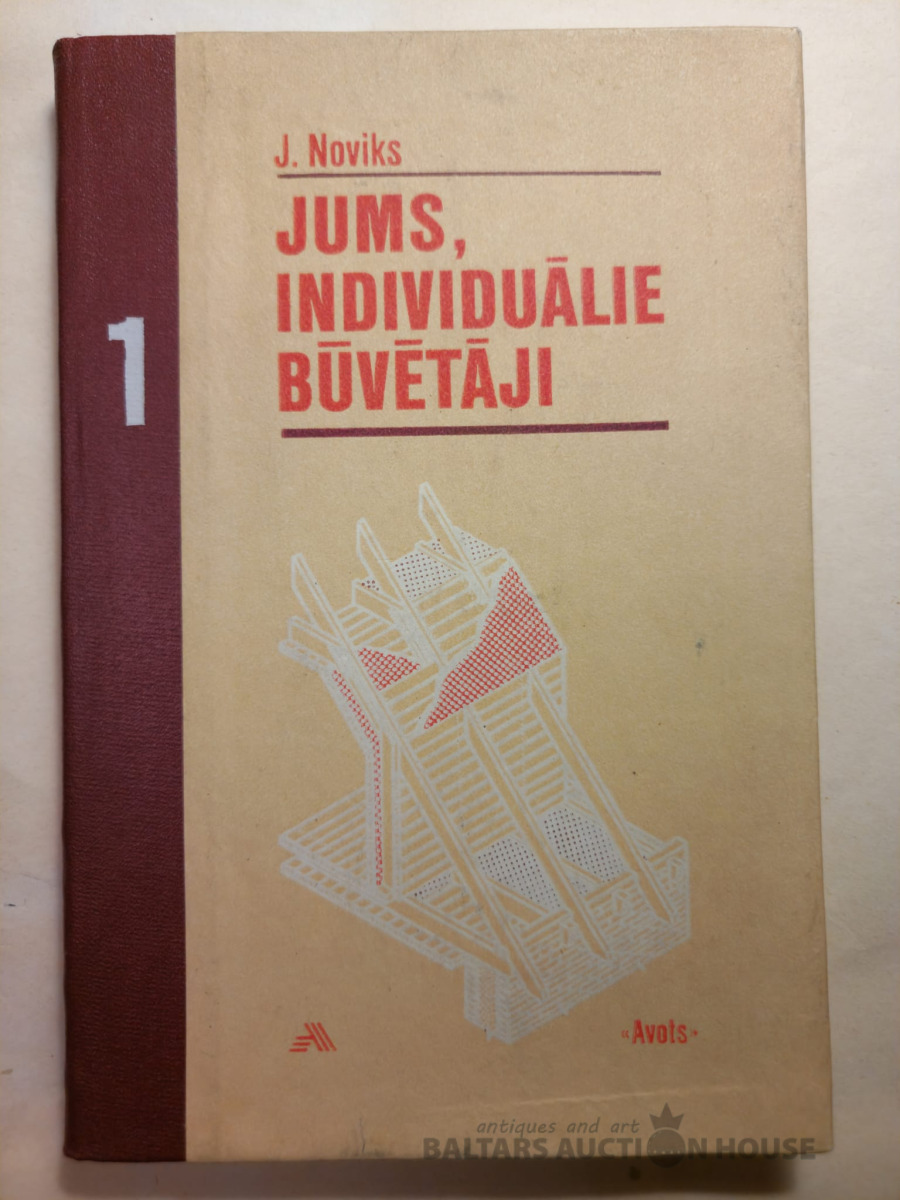 J. Noviks
JUMS,
INDIVIDUĀLIE
BŪVĒTĀJI
1
«Avots»
antiques and art
BALTARS AUCTION HOUSE